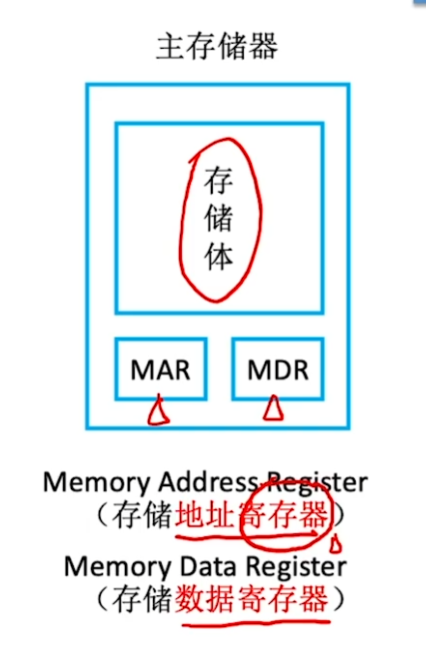 主存储器
存
储
体
MAR MDR
Memory Address Register
（存储地址寄存器）
Memory Data Register
（存储数据寄存器）